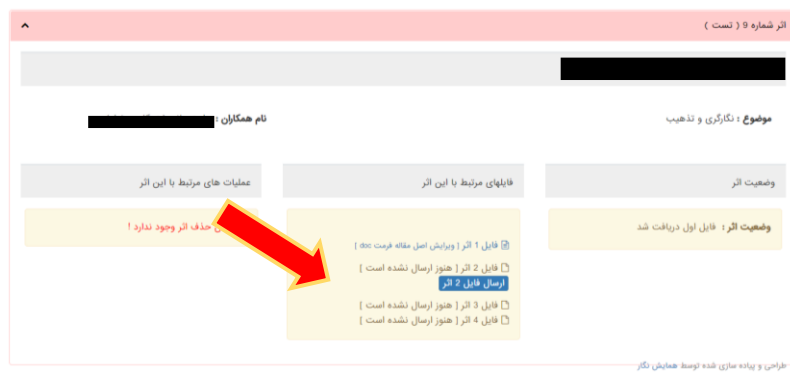 اثر شماره 9 ( تست )
موضوع : نگارگری و تذهیب
نام همکاران :
وضعیت اثر
فایلهای مرتبط با این اثر
عملیات های مرتبط با این اثر
وضعیت اثر : فایل اول دریافت شد
فایل 1 اثر [ ویرایش اصل مقاله فرمت doc ]
فایل 2 اثر [ هنوز ارسال نشده است ]
ارسال فایل 2 اثر
فایل 3 اثر [ هنوز ارسال نشده است ]
فایل 4 اثر [ هنوز ارسال نشده است ]
حذف اثر وجود ندارد !
طراحی و پیاده سازی شده توسط همایش نگار